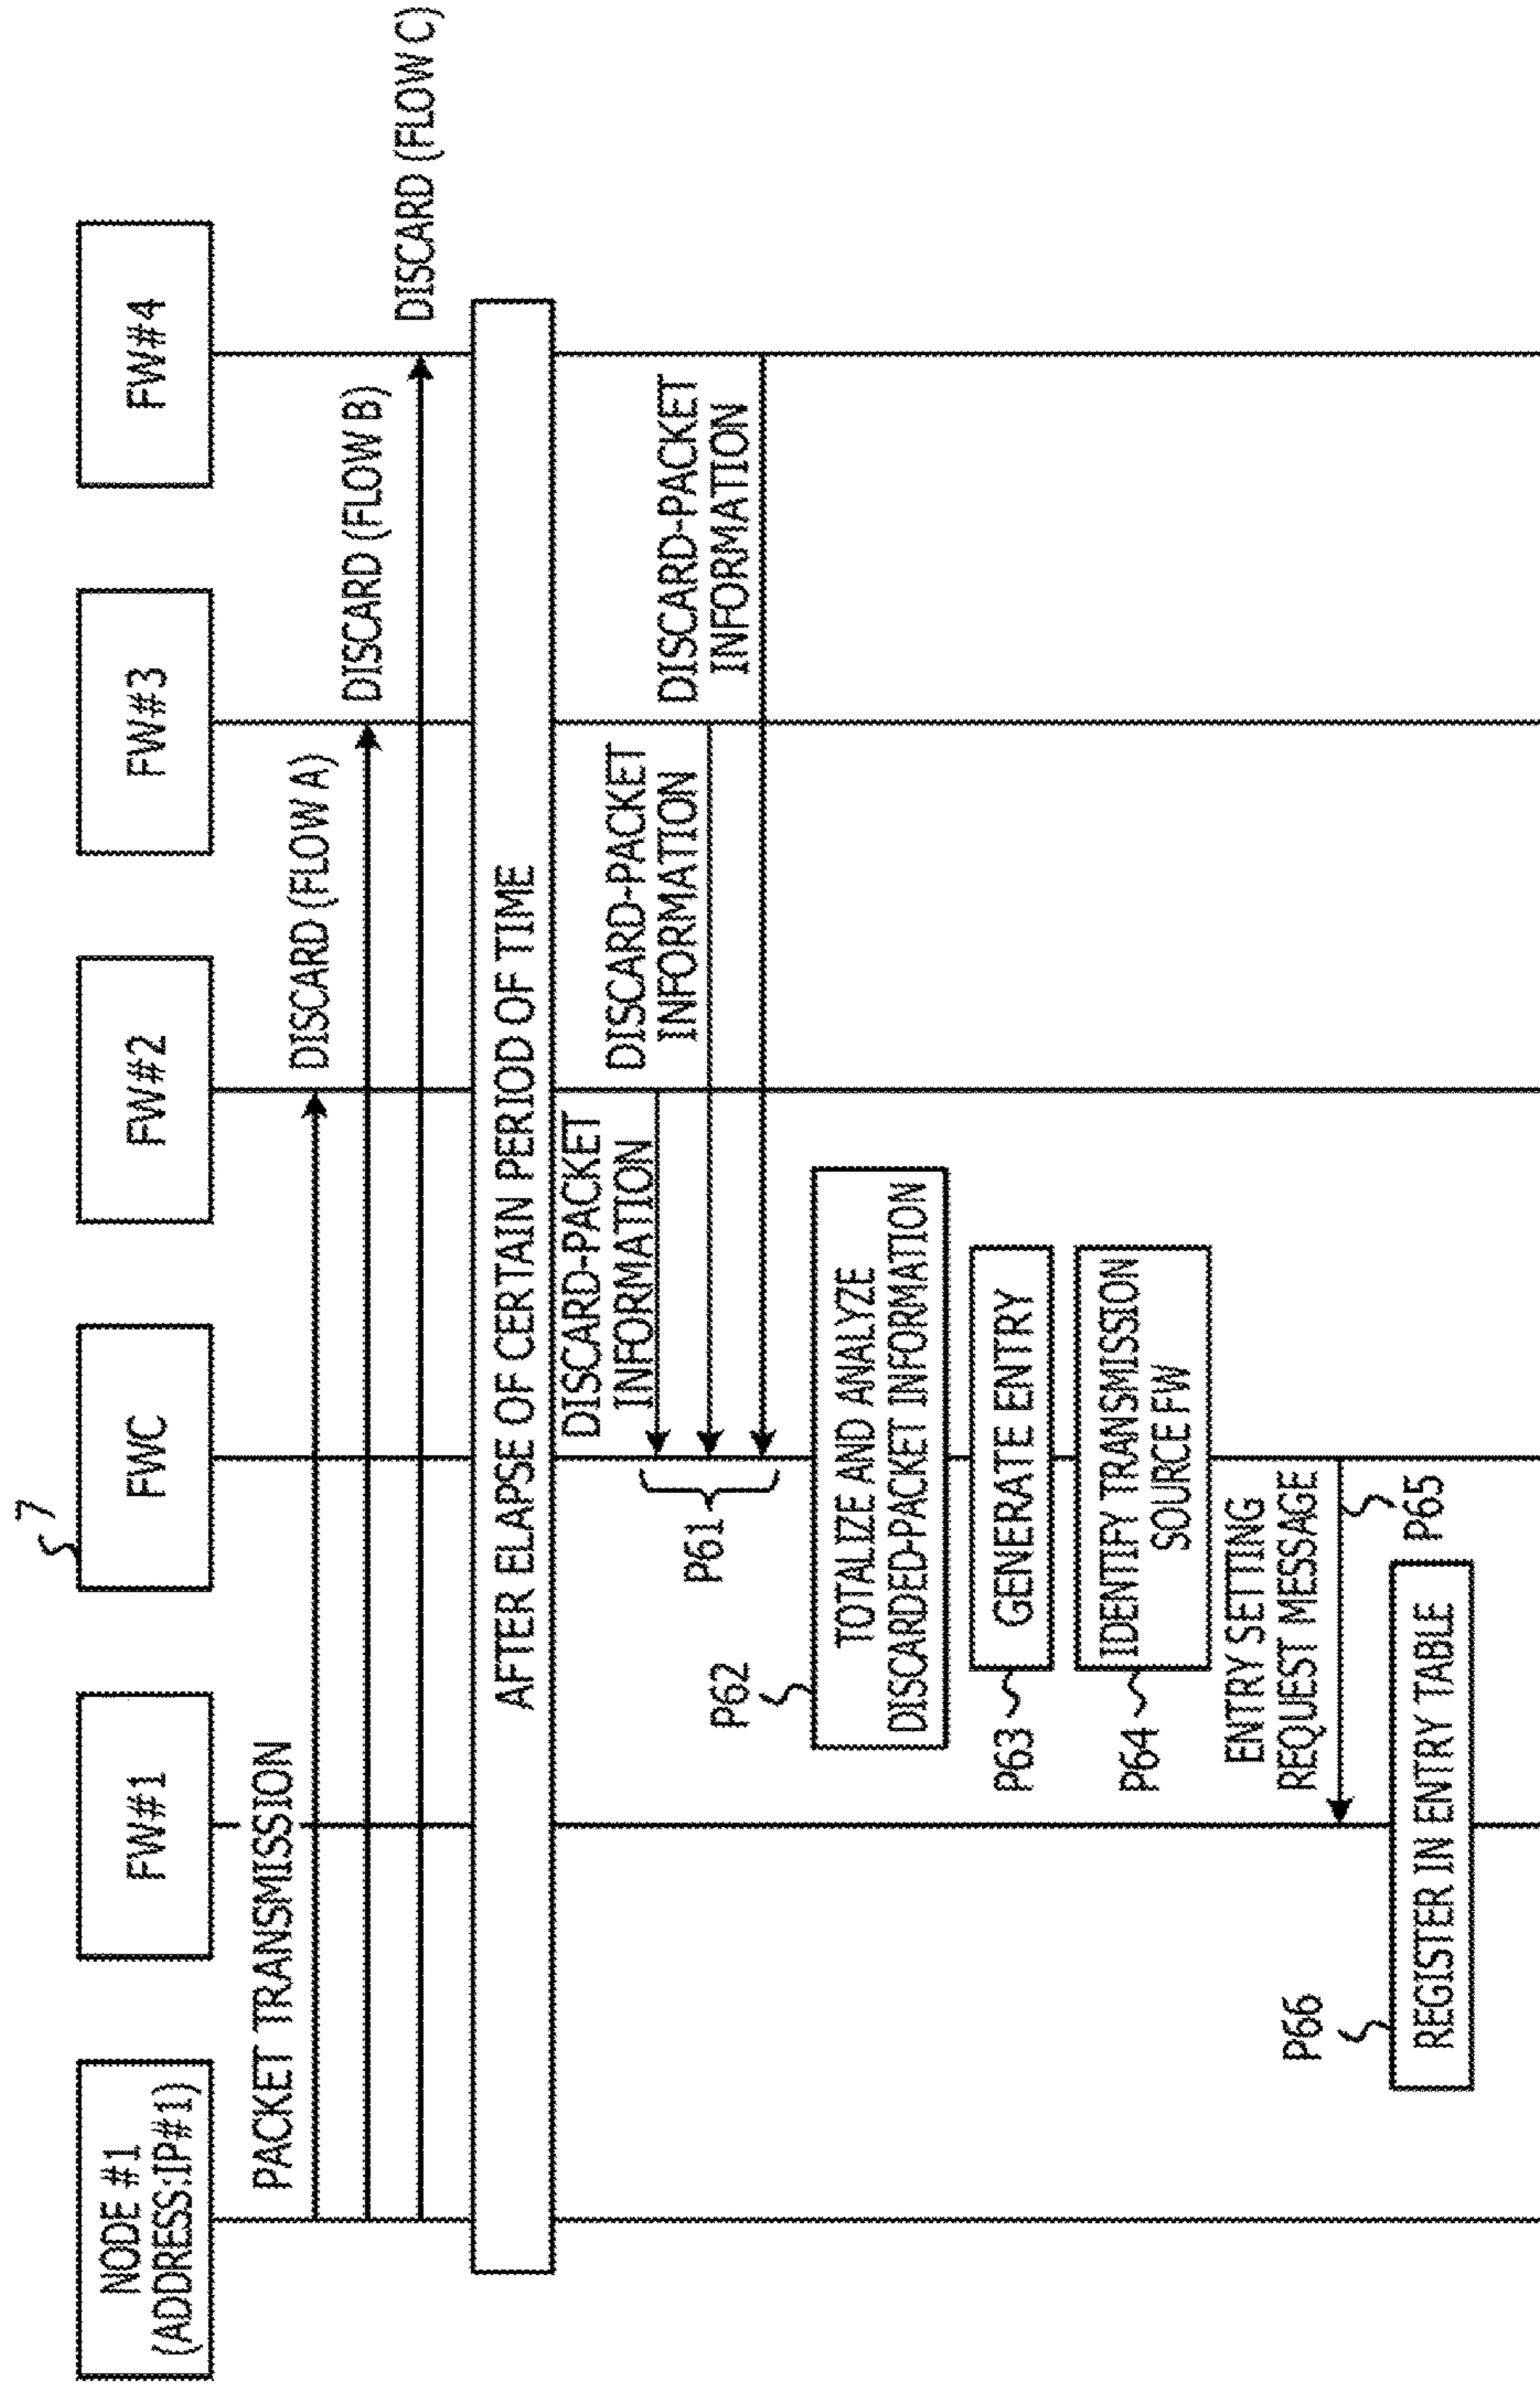 NODE #1
(ADDRESS:IP#1)
FW#1
7
FWC
FW#2
FW#3
FW#4
PACKET TRANSMISSION
DISCARD (FLOW A)
DISCARD (FLOW B)
DISCARD (FLOW C)
AFTER ELAPSE OF CERTAIN PERIOD OF TIME
DISCARD-PACKET
INFORMATION
DISCARD-PACKET
INFORMATION
DISCARD-PACKET
INFORMATION
P61
P62
TOTALIZE AND ANALYZE
DISCARDED-PACKET INFORMATION
P63
GENERATE ENTRY
P64
IDENTIFY TRANSMISSION
SOURCE FW
ENTRY SETTING
REQUEST MESSAGE
P65
P66
REGISTER IN ENTRY TABLE